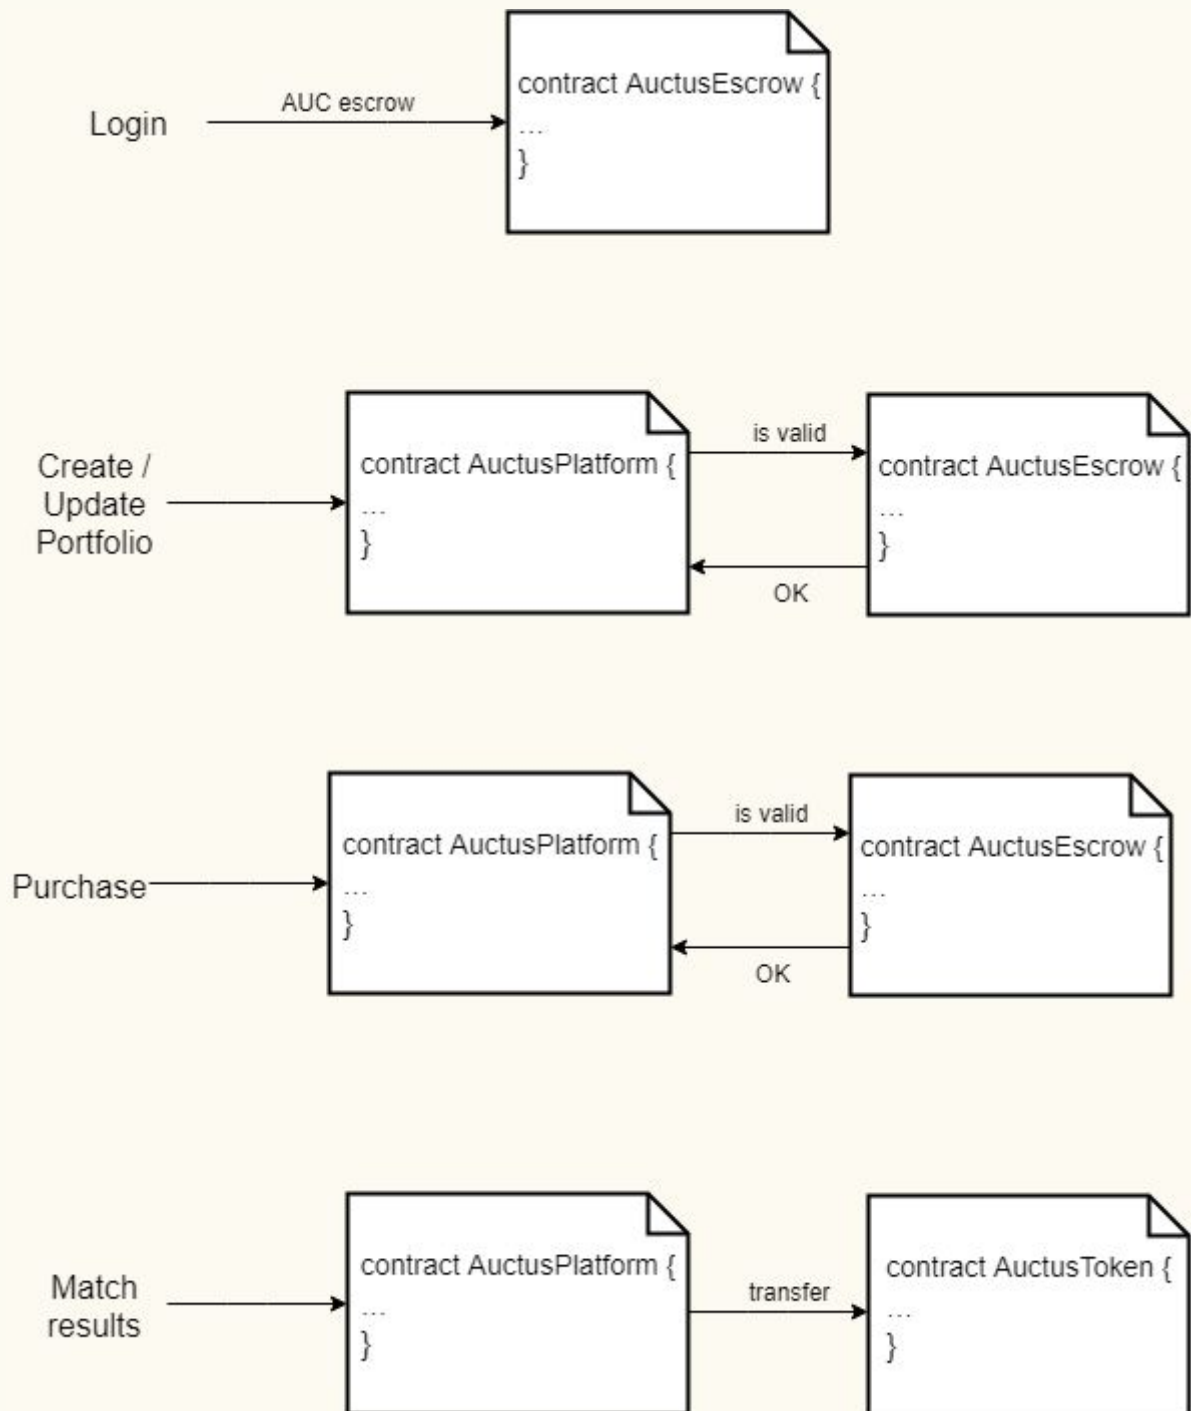 Login
AUC escrow
contract AuctusEscrow {
...
}
Create /
Update
Portfolio
contract AuctusPlatform {
...
}
is valid
OK
contract AuctusEscrow {
...
}
Purchase
contract AuctusPlatform {
...
}
is valid
OK
contract AuctusEscrow {
...
}
Match
results
contract AuctusPlatform {
...
}
transfer
contract AuctusToken {
...
}